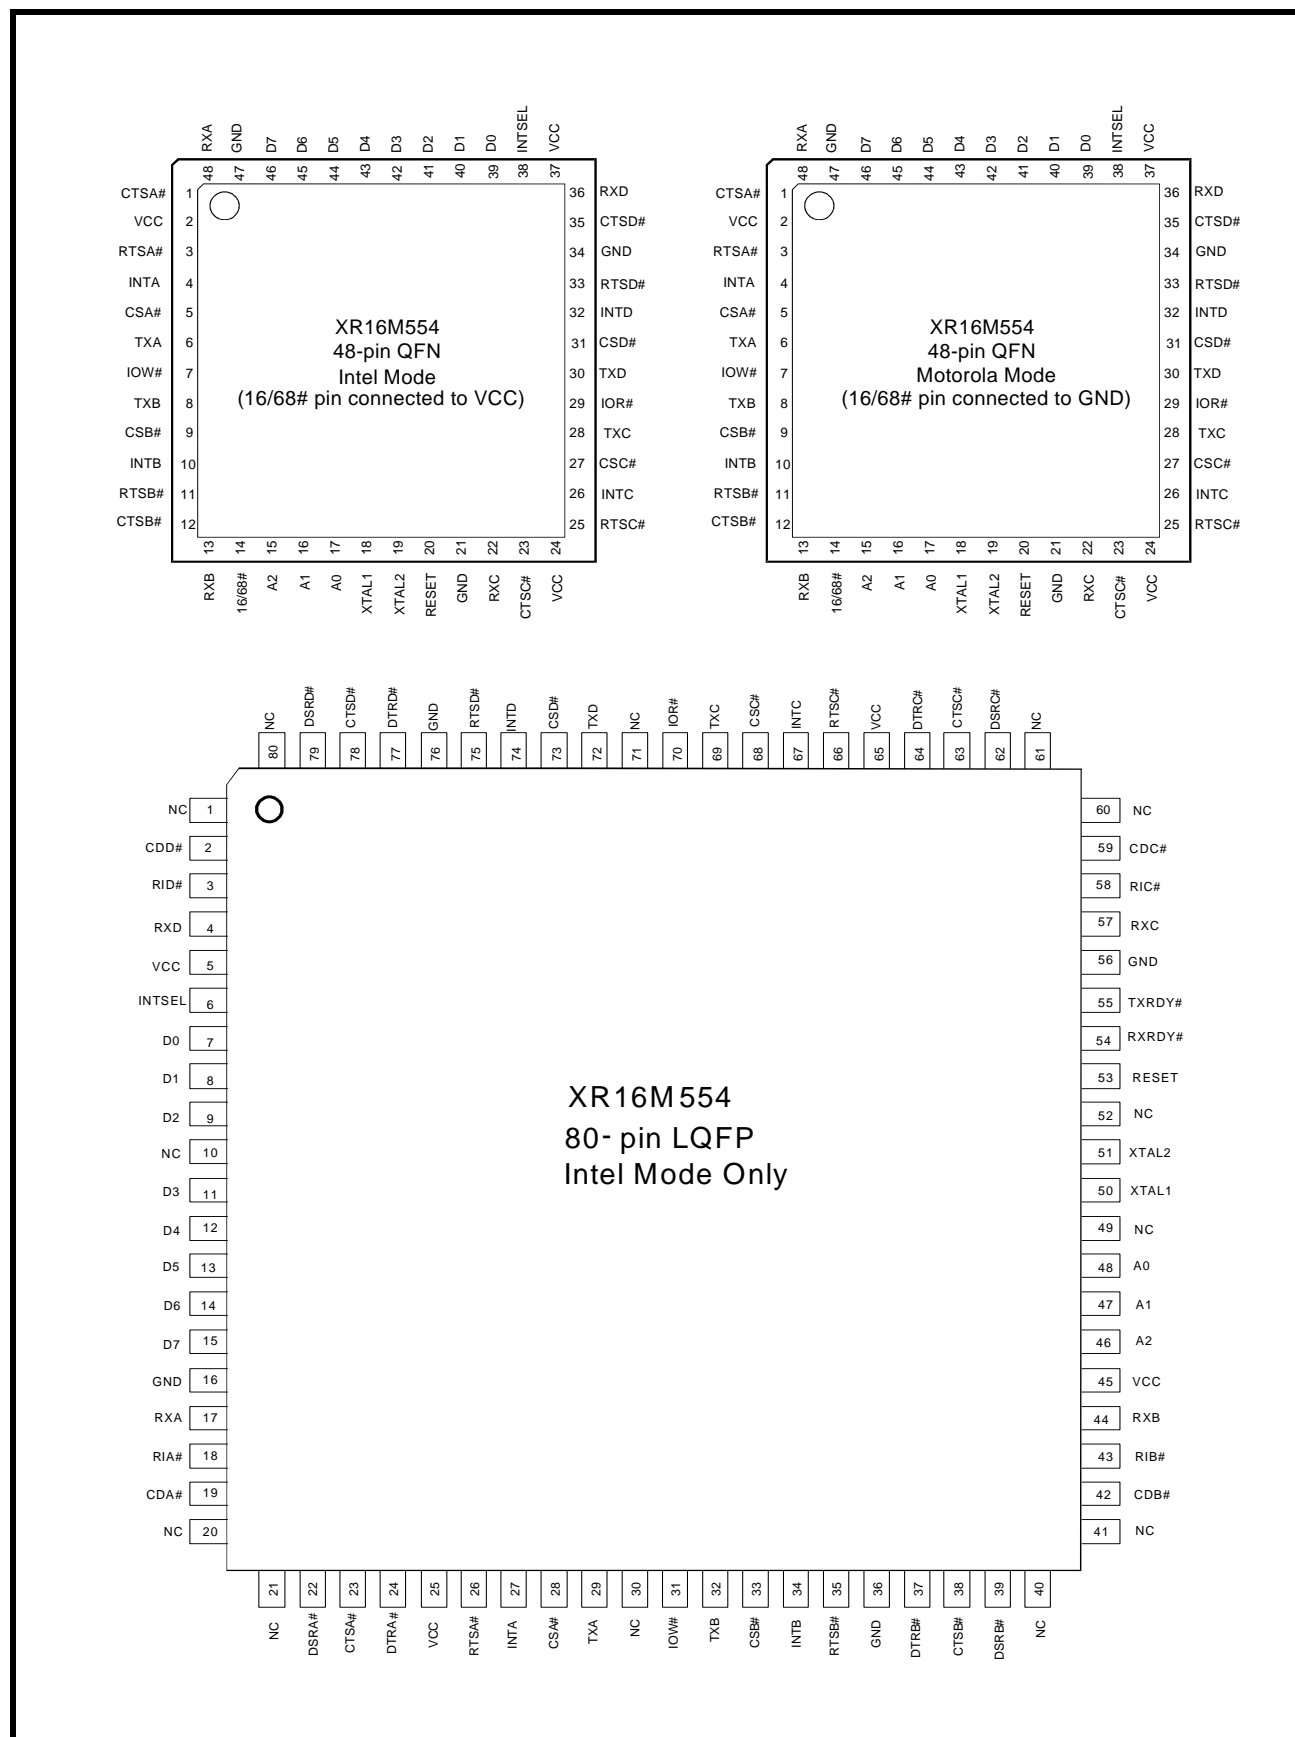 RXA GND D7 D6 D5 D4 D3 D2 D1 D0 INTSEL VCC
48 47 46 45 44 43 42 41 40 39 38 37
CTSA# 1 36 RXD
VCC 2 35 CTSD#
RTSA# 3 34 GND
INTA 4 33 RTSD#
CSA# 5 32 INTD
TXA 6 31 CSD#
IOW# 7 30 TXD
TXB 8 29 IOR#
CSB# 9 28 TXC
INTB 10 27 CSC#
RTSB# 11 26 INTC
CTSB# 12 25 RTSC#
XR16M554
48-pin QFN
Intel Mode
(16/68# pin connected to VCC)
13 14 15 16 17 18 19 20 21 22 23 24
RXB 16/68# A2 A1 A0 XTAL1 XTAL2 RESET GND RXC CTSC# VCC
RXA GND D7 D6 D5 D4 D3 D2 D1 D0 INTSEL VCC
48 47 46 45 44 43 42 41 40 39 38 37
CTSA# 1 36 RXD
VCC 2 35 CTSD#
RTSA# 3 34 GND
INTA 4 33 RTSD#
CSA# 5 32 INTD
TXA 6 31 CSD#
IOW# 7 30 TXD
TXB 8 29 IOR#
CSB# 9 28 TXC
INTB 10 27 CSC#
RTSB# 11 26 INTC
CTSB# 12 25 RTSC#
XR16M554
48-pin QFN
Motorola Mode
(16/68# pin connected to GND)
13 14 15 16 17 18 19 20 21 22 23 24
RXB 16/68# A2 A1 A0 XTAL1 XTAL2 RESET GND RXC CTSC# VCC
NC DSRD# CTSD# DTRD# GND RTSD# INTD CSD# TXD NC IOR# TXC CSC# INTC RTSC# VCC DTRC# CTSC# DSRC# NC
80 79 78 77 76 75 74 73 72 71 70 69 68 67 66 65 64 63 62 61
NC 1 60 NC
CDD# 2 59 CDC#
RID# 3 58 RIC#
RXD 4 57 RXC
VCC 5 56 GND
INTSEL 6 55 TXRDY#
D0 7 54 RXRDY#
D1 8 53 RESET
D2 9 52 NC
NC 10 51 XTAL2
D3 11 50 XTAL1
D4 12 49 NC
D5 13 48 A0
D6 14 47 A1
D7 15 46 A2
GND 16 45 VCC
RXA 17 44 RXB
RIA# 18 43 RIB#
CDA# 19 42 CDB#
NC 20 41 NC
XR16M554
80- pin LQFP
Intel Mode Only
21 22 23 24 25 26 27 28 29 30 31 32 33 34 35 36 37 38 39 40
NC DSRA# CTSA# DTRA# VCC RTSA# INTA CSA# TXA NC IOW# TXB CSB# INTB RTSB# GND DTRB# CTSB# DSRB# NC